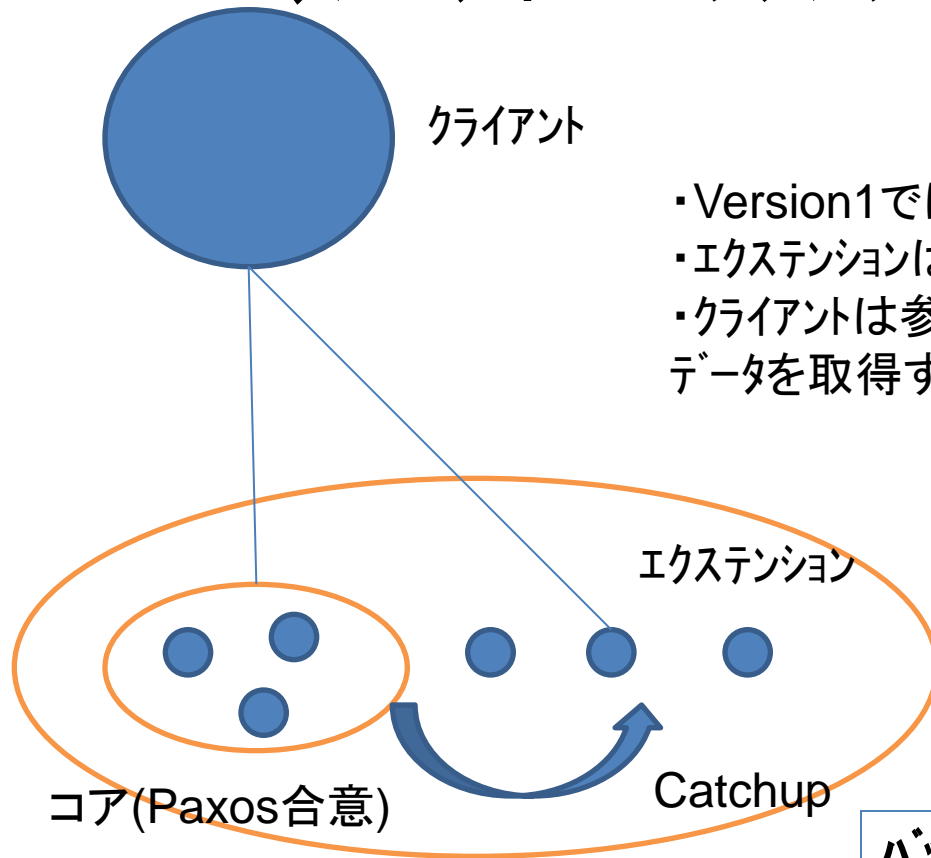 クライアント
・Version1で
・エクステンションは
・クライアントは参
データを取得す
エクステンション
コア(Paxos合意)
Catchup